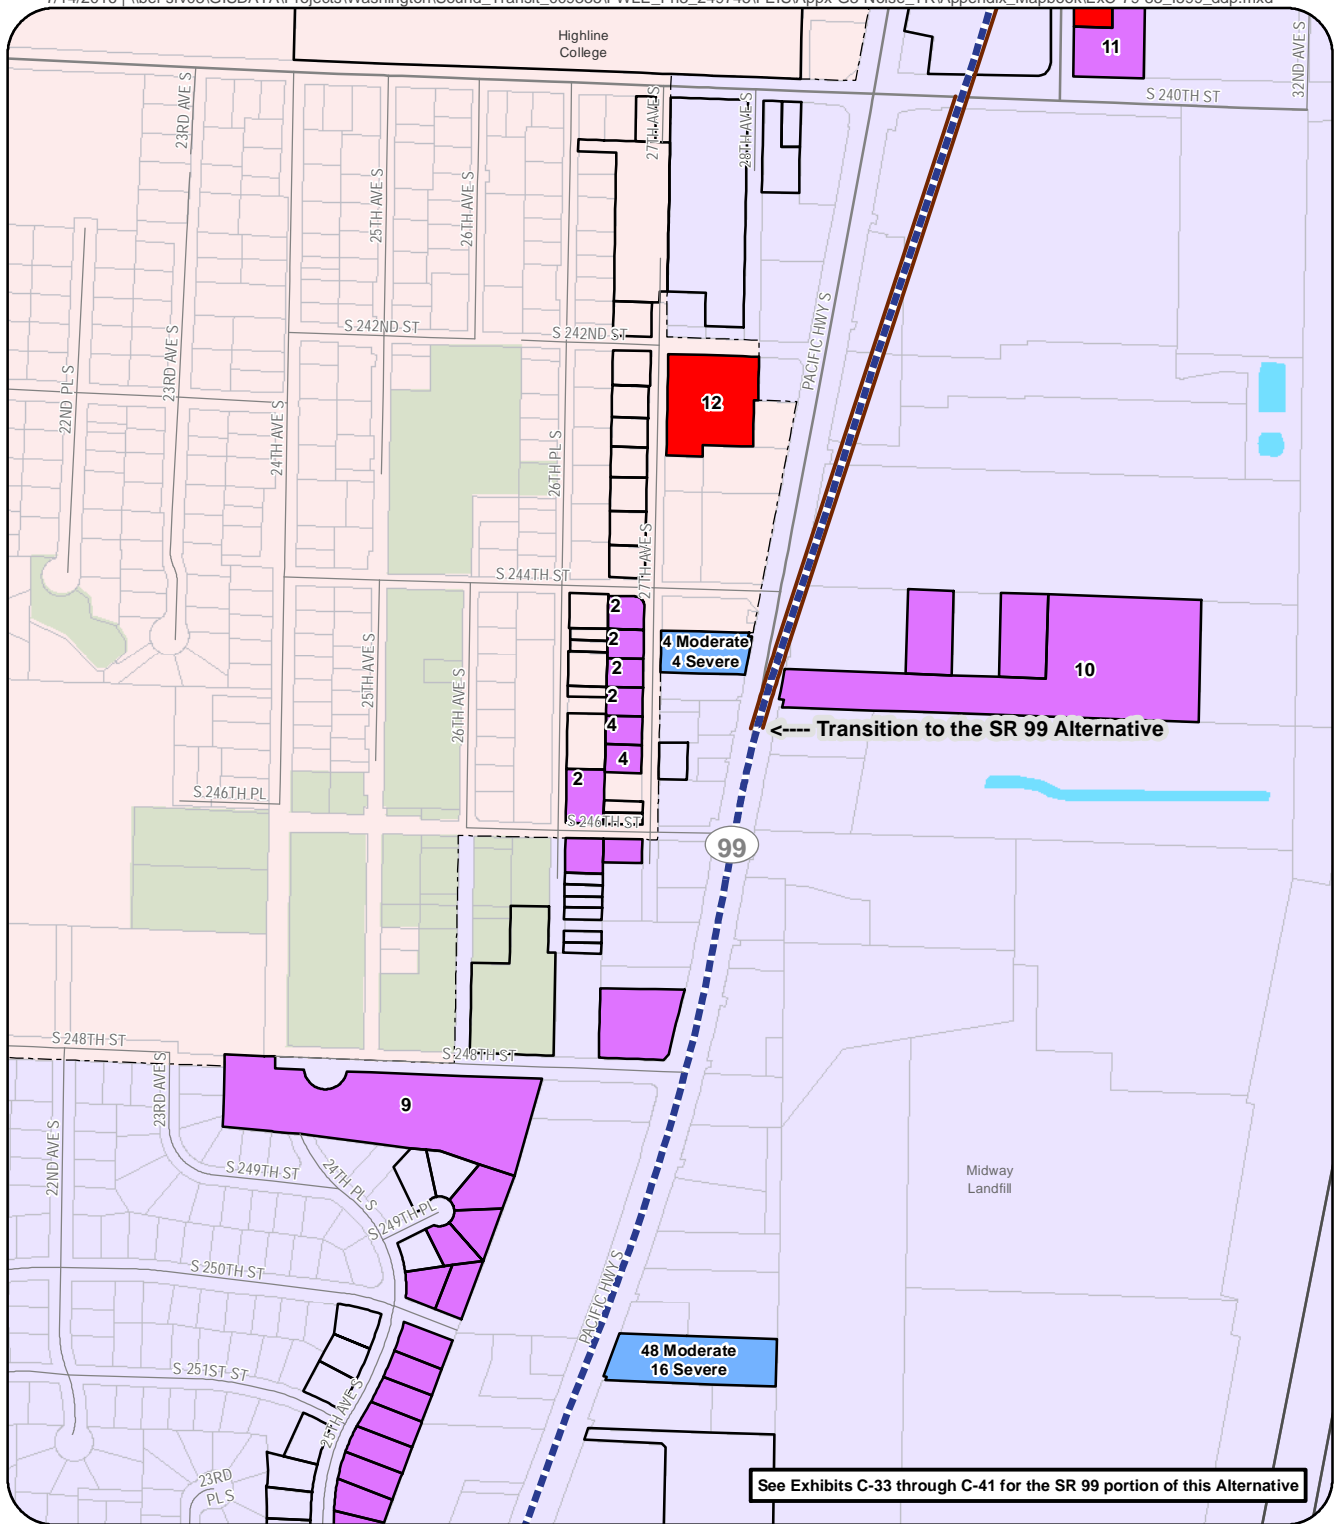 Highline
College
11
S 240TH ST
32ND AVE S
23RD AVE S
27TH AVE S
28TH AVE S
25TH AVE S
26TH AVE S
S 242ND ST
S 242ND ST
PACIFIC HWY S
23RD AVE S
22ND PL S
24TH AVE S
12
26TH PL S
27TH AVE S
S 244TH ST
2
2
2
2
4
4
2
4 Moderate
4 Severe
10
25TH AVE S
26TH AVE S
<---- Transition to the SR 99 Alternative
S 246TH PL
S 246TH ST
99
S 248TH ST
S 248TH ST
23RD AVE S
9
22ND AVE S
S 249TH ST
24TH PL S
S 249TH PL
Midway
Landfill
S 250TH ST
PACIFIC HWY S
48 Moderate
16 Severe
S 251ST ST
25TH AVE S
23RD
PL S
See Exhibits C-33 through C-41 for the SR 99 portion of this Alternative